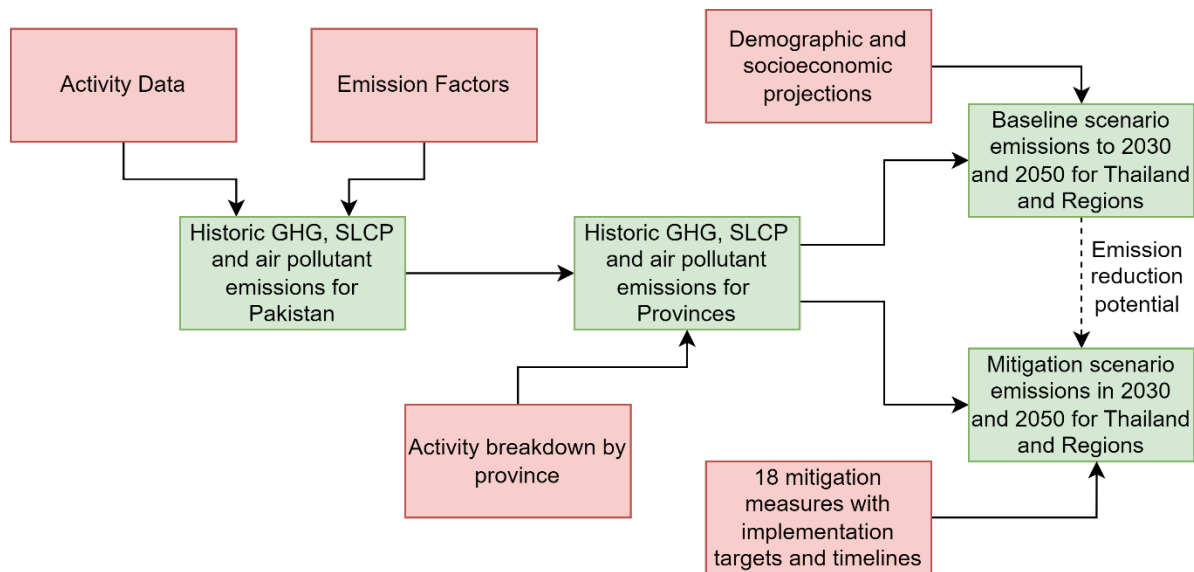 Activity Data
Emission Factors
Demographic and
socioeconomic
projections
Historic GHG, SLCP
and air pollutant
emissions for
Pakistan
Historic GHG, SLCP
and air pollutant
emissions for
Provinces
Baseline scenario
emissions to 2030
and 2050 for Thailand
and Regions
Emission
reduction
potential
Mitigation scenario
emissions in 2030
and 2050 for Thailand
and Regions
Activity breakdown by
province
18 mitigation
measures with
implementation
targets and timelines